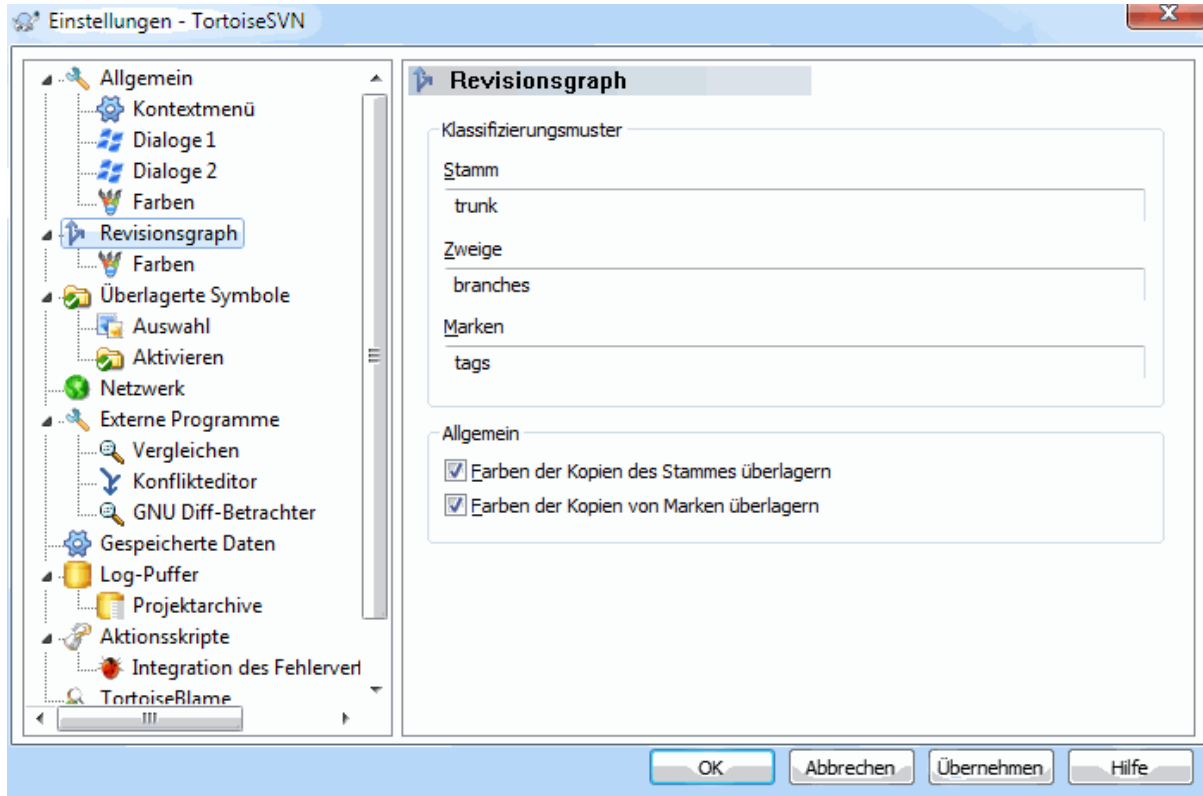 Einstellungen - TortoiseSVN
Allgemein
Kontextmenü
Dialoge 1
Dialoge 2
Farben
Revisionsgraph
Farben
Überlagerte Symbole
Auswahl
Aktivieren
Netzwerk
Externe Programme
Vergleichen
Konflikteditor
GNU Diff-Betrachter
Gespeicherte Daten
Log-Puffer
Projektarchive
Aktionsskripte
Integration des
TortoiseBlame
Revisionsgraph
Klassifizierungsmuster
Stamm
trunk
Zweige
branches
Marken
tags
Allgemein
Farben der Kopien des Stammes überlagern
Farben der Kopien von Marken überlagern
OK
Abbrechen
Übernehmen
Hilfe